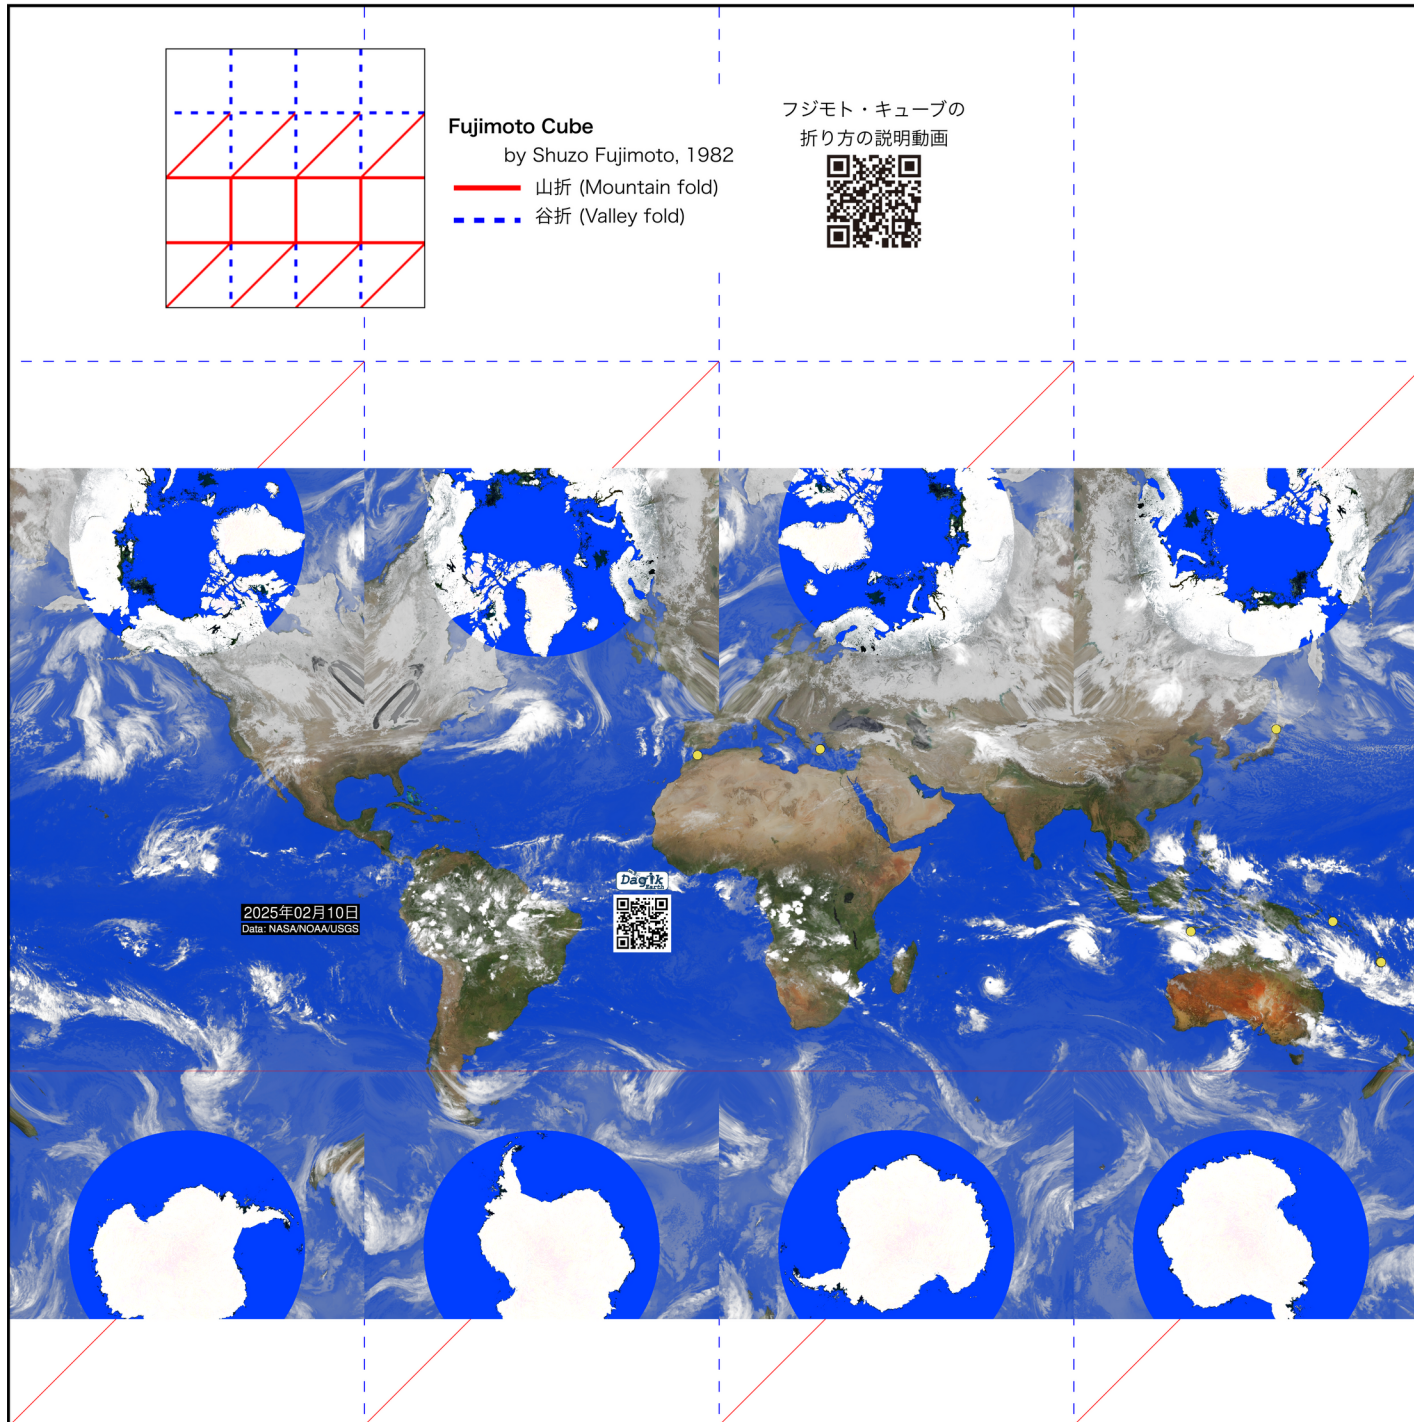 Fujimoto Cube
by Shuzo Fujimoto, 1982
山折 (Mountain fold)
谷折 (Valley fold)
フジモト・キューブの
折り方の説明動画
Dagik
Earth
2025年02月10日
Data: NASA/NOAA/USGS